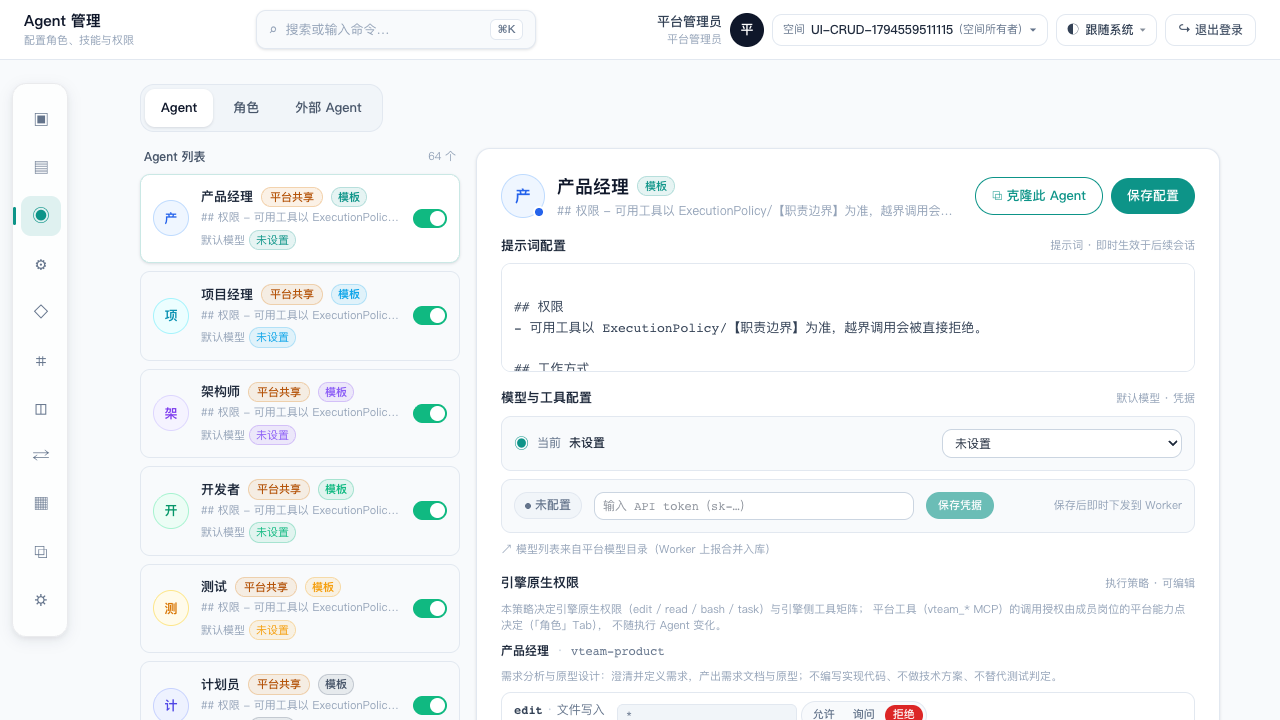 Agent 管理
配置角色、技能与权限
搜索或输入命令… ⌘K
平台管理员
平台管理员
平
空间 UI-CRUD-1794559511115 (空间所有者)
跟随系统
退出登录
Agent 角色 外部 Agent
Agent 列表 64 个
产
产品经理 平台共享 模板
## 权限 – 可用工具以 ExecutionPolic…
默认模型 未设置
项
项目经理 平台共享 模板
## 权限 – 可用工具以 ExecutionPolic…
默认模型 未设置
架
架构师 平台共享 模板
## 权限 – 可用工具以 ExecutionPolic…
默认模型 未设置
开
开发者 平台共享 模板
## 权限 – 可用工具以 ExecutionPolic…
默认模型 未设置
测
测试 平台共享 模板
## 权限 – 可用工具以 ExecutionPolic…
默认模型 未设置
计
计划员 平台共享 模板
## 权限 – 可用工具以 ExecutionPolic…
默认模型
产
产品经理 模板
## 权限 – 可用工具以 ExecutionPolicy/【职责边界】为准，越界调用会…
克隆此 Agent 保存配置
提示词配置 提示词 · 即时生效于后续会话
## 权限
- 可用工具以 ExecutionPolicy/【职责边界】为准，越界调用会被直接拒绝。
## 工作方式
模型与工具配置 默认模型 · 凭据
当前 未设置 未设置
未配置 输入 API token（sk-…） 保存凭据 保存后即时下发到 Worker
↗ 模型列表来自平台模型目录（Worker 上报合并入库）
引擎原生权限 执行策略 · 可编辑
本策略决定引擎原生权限（edit / read / bash / task）与引擎侧工具矩阵； 平台工具（vteam_* MCP）的调用授权由成员岗位的平台能力点
决定（「角色」Tab）， 不随执行 Agent 变化。
产品经理 · vteam-product
需求分析与原型设计：澄清并定义需求，产出需求文档与原型；不编写实现代码、不做技术方案、不替代测试判定。
edit · 文件写入 * 允许 询问 拒绝